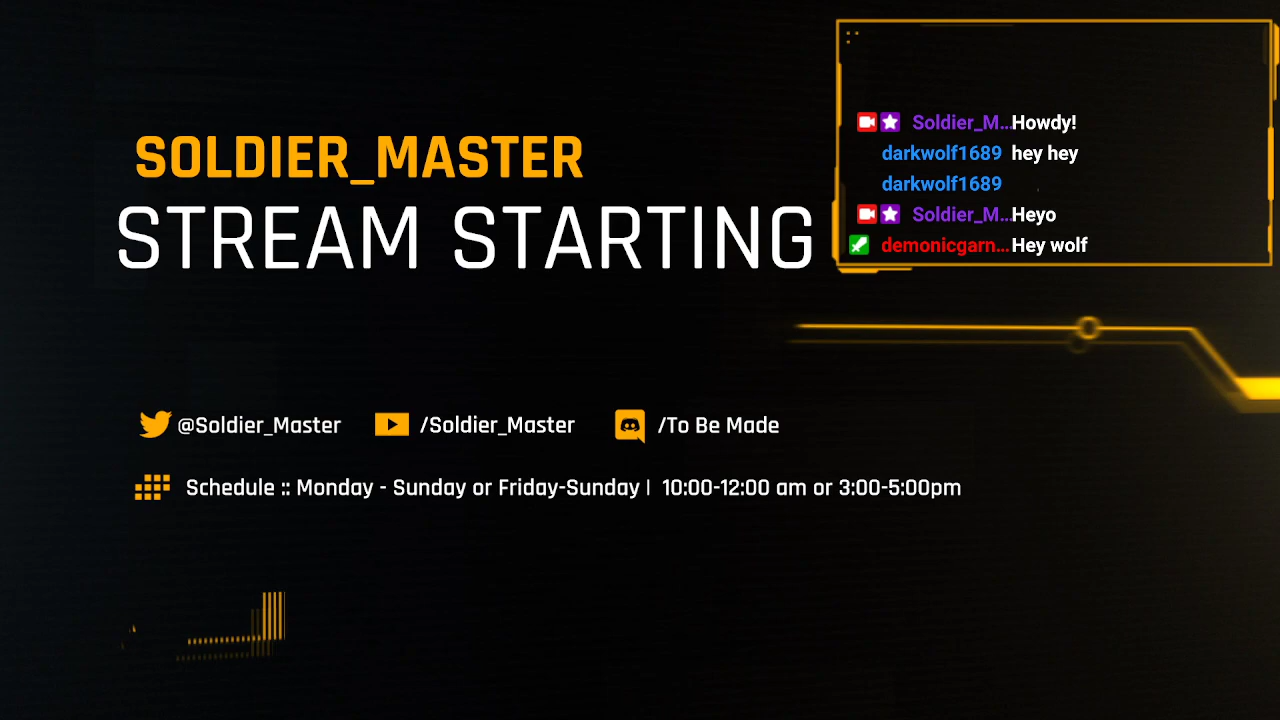 SOLDIER_MASTER
STREAM STARTING
Soldier_M... Howdy!
darkwolf1689 hey hey
darkwolf1689
Soldier_M... Heyo
demonicgarn... Hey wolf
@Soldier_Master /Soldier_Master /To Be Made
Schedule :: Monday - Sunday or Friday-Sunday | 10:00-12:00 am or 3:00-5:00pm